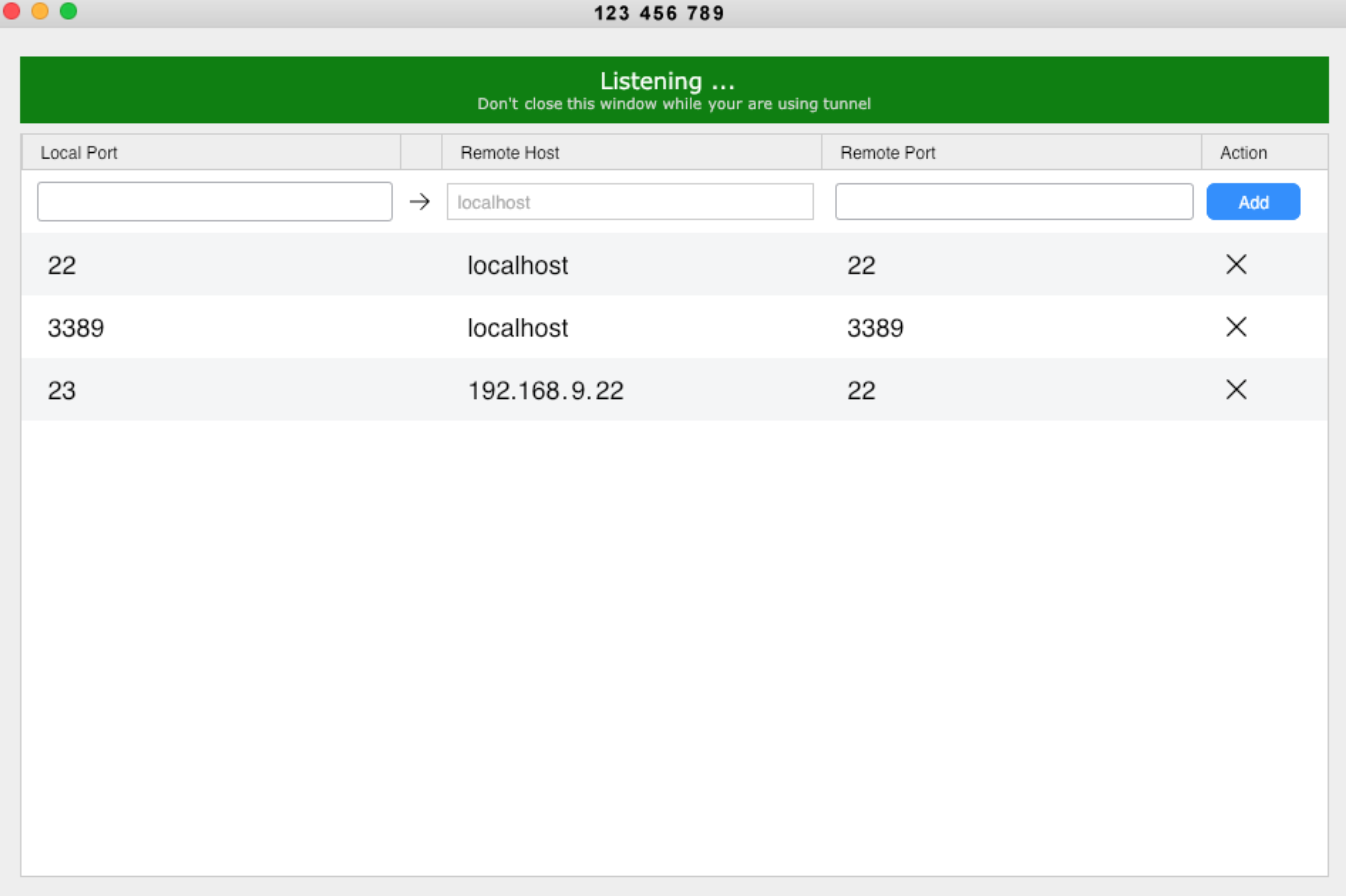 123 456 789
Listening ...
Don't close this window while your are using tunnel
Local Port Remote Host Remote Port Action
→ localhost Add
22 localhost 22
3389 localhost 3389
23 192.168.9.22 22